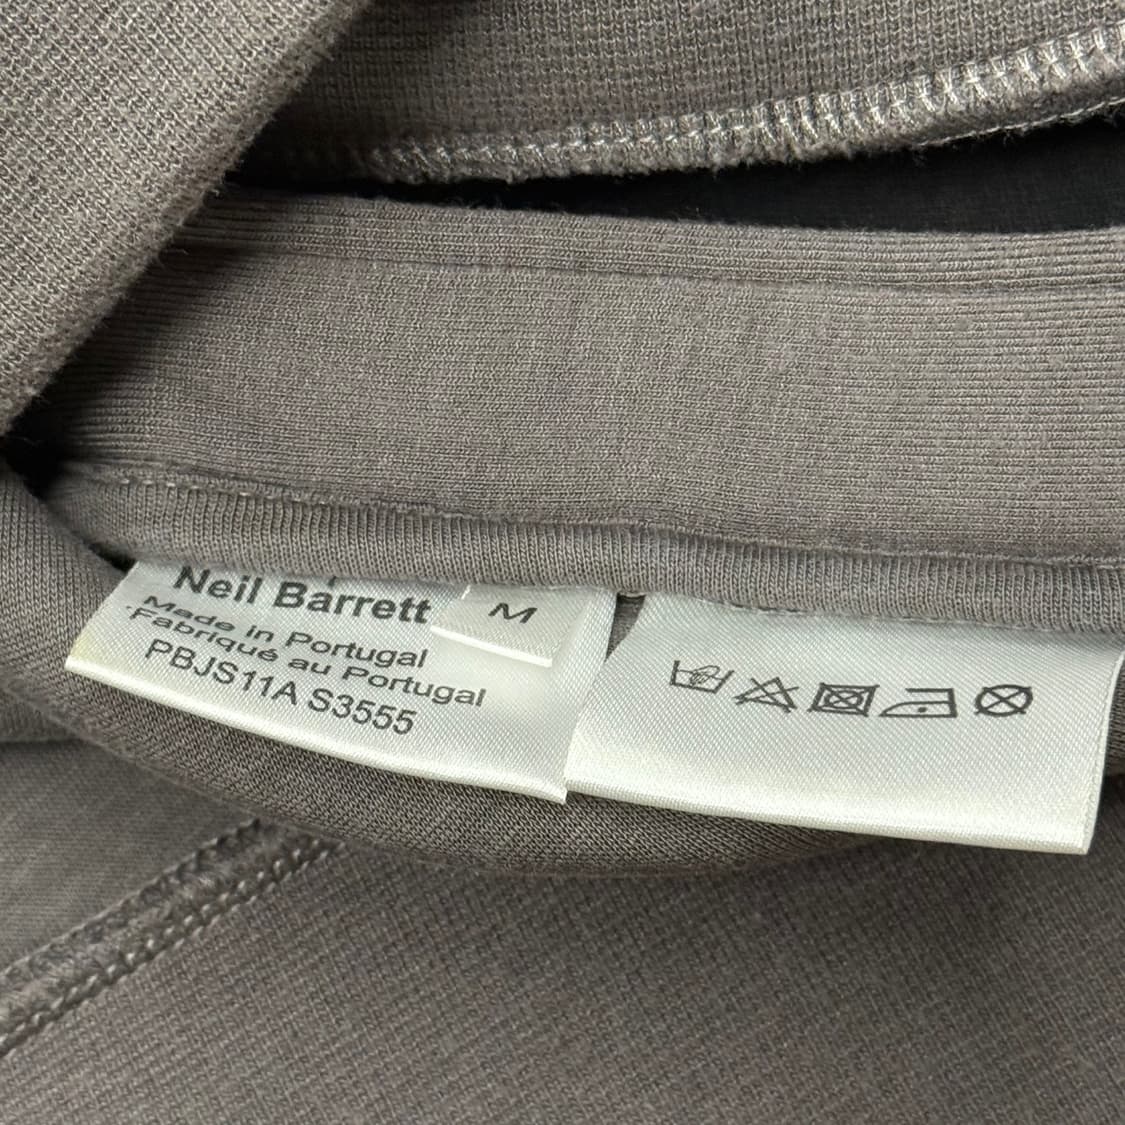 Neil Barrett
M
Made in Portugal
Fabriqué au Portugal
PBJS11A S3555